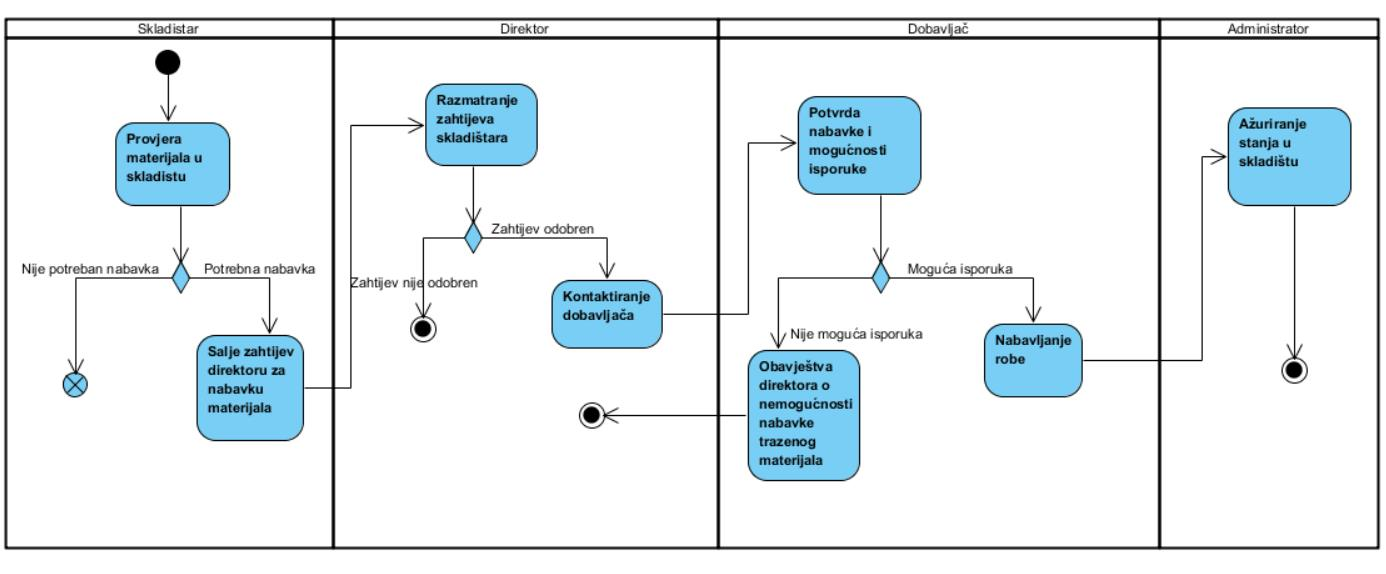 Skladistar
Direktor
Dobavljač
Administrator
Provjera
materijala u
skladistu
Nije potreban nabavka
Potrebna nabavka
Salje zahtijev
direktoru za
nabavku
materijala
Razmatranje
zahtijeva
skladištara
Zahtijev odobren
Zahtijev nije odobren
Kontaktiranje
dobavljača
Potvrda
nabavke i
mogućnosti
isporuke
Moguća isporuka
Nije moguća isporuka
Obavještva
direktora o
nemogućnosti
nabavke
trazenog
materijala
Nabavljanje
robe
Ažuriranje
stanja u
skladištu